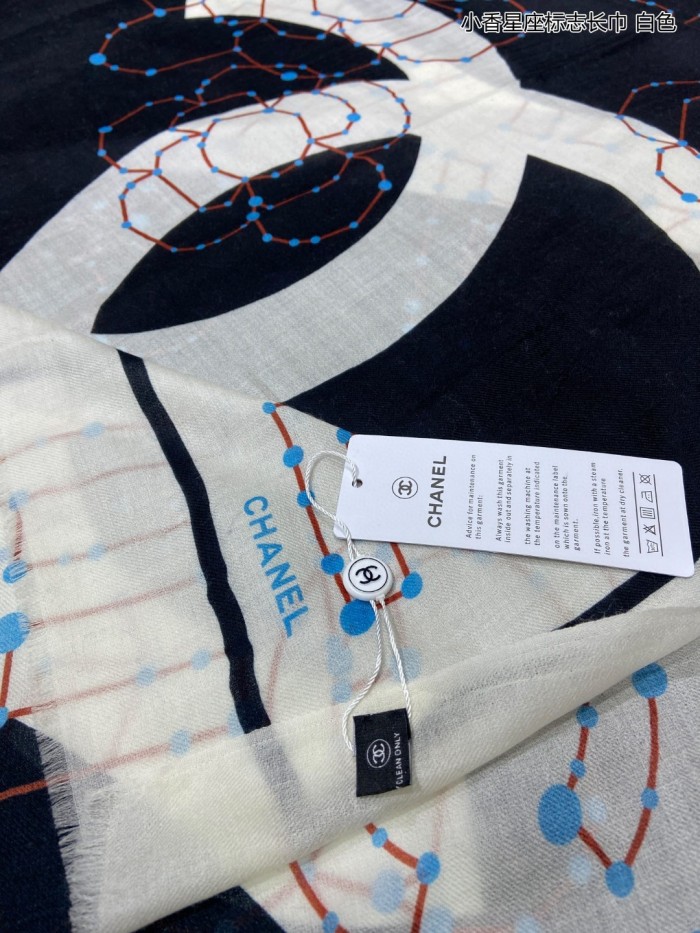 小香星座标志长巾 白色
CHANEL
CHANEL
Advice for maintenance on
this garment:
Always wash this garment
inside out and separately in
the washing machine at
the temperature indicated
on the maintenance label
which is sown onto the.
garment.
If possible,iron with a steam
iron at the temperature
the garment at dry cleaner.
CLEAN ONLY